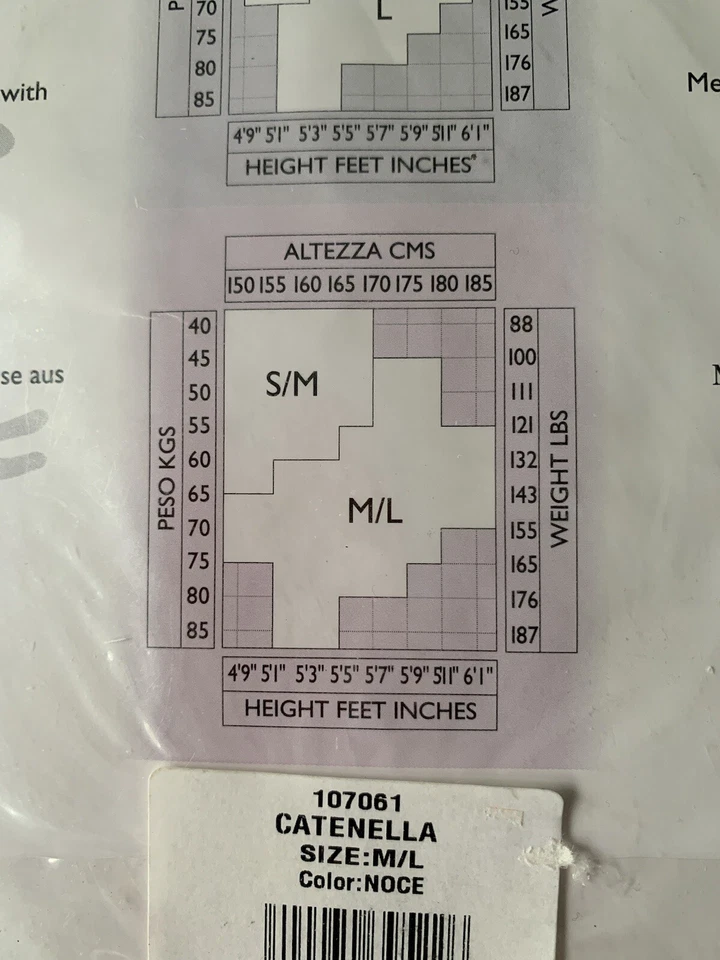 70
75
80
85
L
155
165
176
187
4'9" 5'1" 5'3" 5'5" 5'7" 5'9" 5'11" 6'1"
HEIGHT FEET INCHES"
with
Me
se aus
ALTEZZA CMS
150 155 160 165 170 175 180 185
PESO KGS
40
45
50
55
60
65
70
75
80
85
S/M
M/L
88
100
111
121
132
143
155
165
176
187
WEIGHT LBS
4'9" 5'1" 5'3" 5'5" 5'7" 5'9" 5'11" 6'1"
HEIGHT FEET INCHES
107061
CATENELLA
SIZE:M/L
Color:NOCE